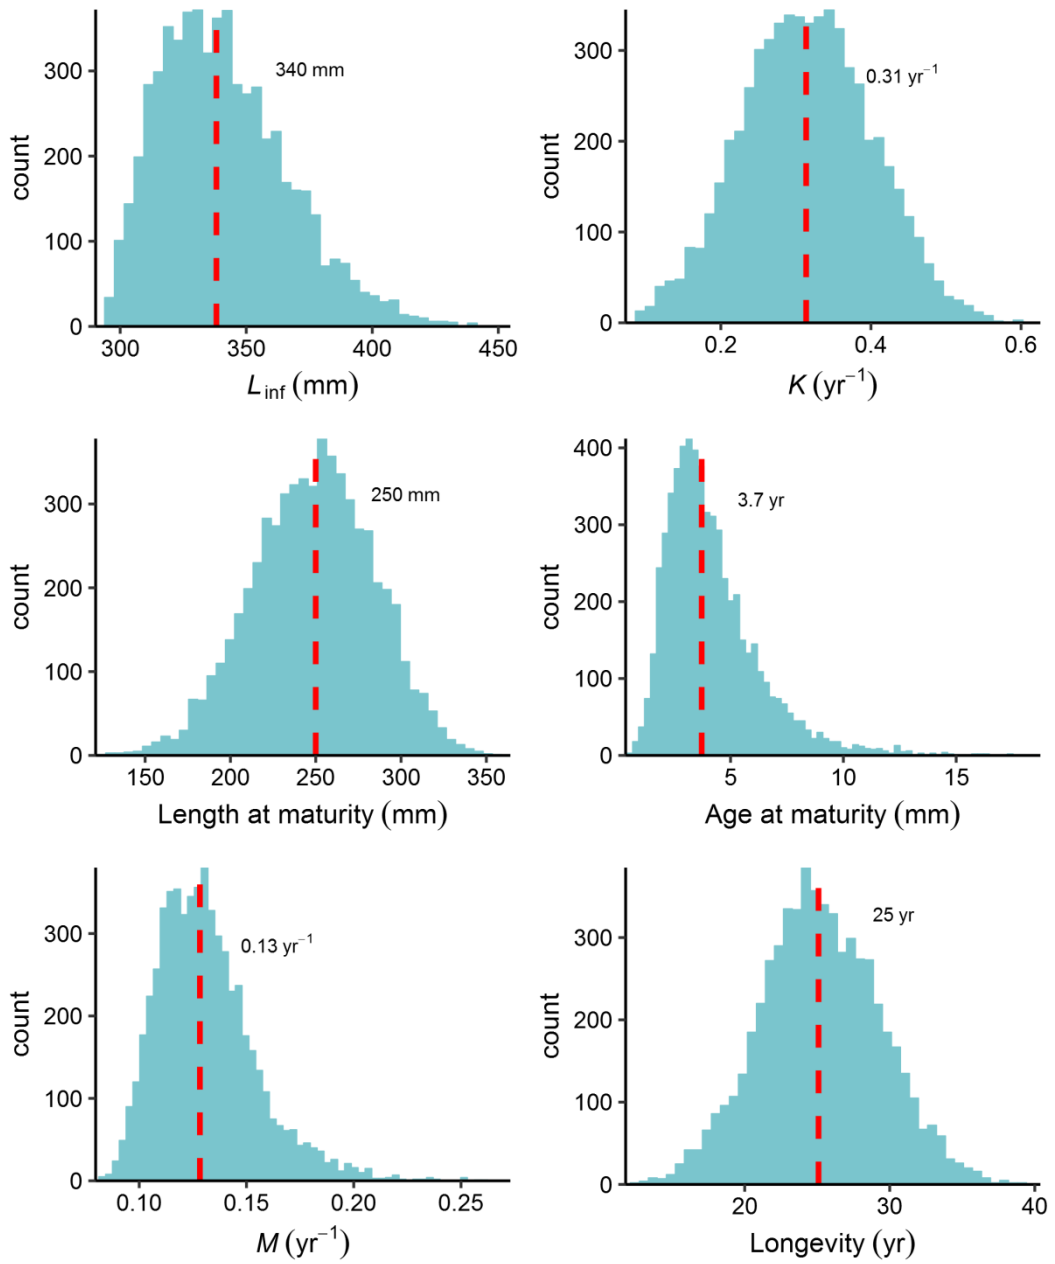 count
300
200
100
0
340 mm
300
350
400
450
L inf (mm)
count
300
200
100
0
0.31 yr⁻¹
0.2
0.4
0.6
K (yr⁻¹)
count
300
200
100
0
250 mm
150
200
250
300
350
Length at maturity (mm)
count
400
300
200
100
0
3.7 yr
5
10
15
Age at maturity (mm)
count
300
200
100
0
0.13 yr⁻¹
0.10
0.15
0.20
0.25
M (yr⁻¹)
count
300
200
100
0
25 yr
20
30
40
Longevity (yr)